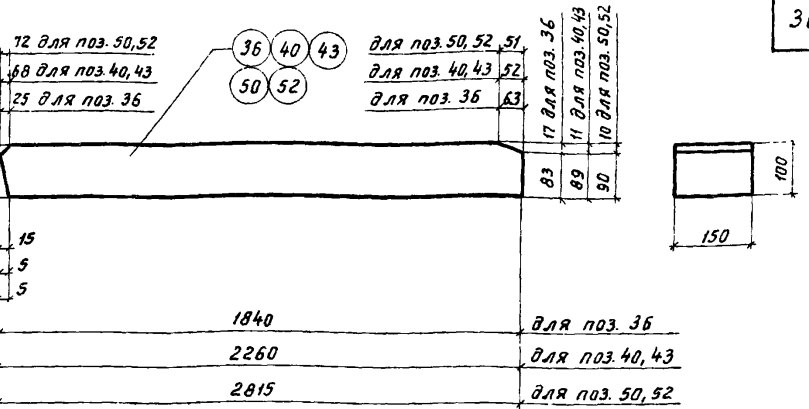 72 для поз. 50,52
68 для поз. 40,43
25 для поз. 36
36 40 43
50 52
для поз. 50,52 51
для поз. 40,43 52
для поз. 36 63
17 для поз. 36
11 для поз. 40,43
10 для поз. 50,52
83
89
90
100
150
15
5
5
1840 для поз. 36
2260 для поз. 40,43
2815 для поз. 50,52